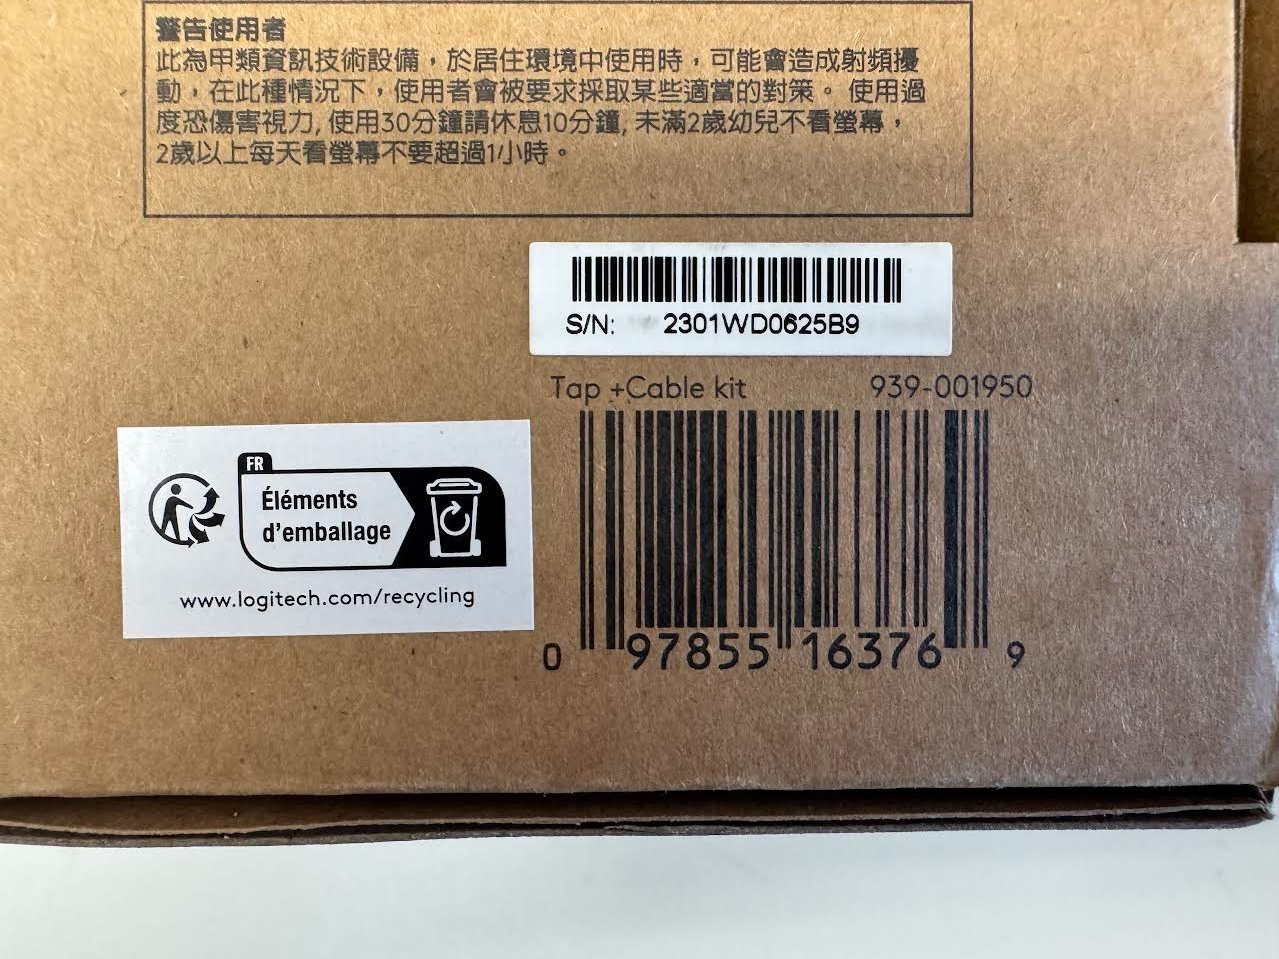 警告使用者
此為甲類資訊技術設備，於居住環境中使用時，可能會造成射頻擾
動，在此種情況下，使用者會被要求採取某些適當的對策。 使用過
度恐傷害視力, 使用30分鐘請休息10分鐘, 未滿2歲幼兒不看螢幕，
2歲以上每天看螢幕不要超過1小時。
S/N: 2301WD0625B9
Tap +Cable kit 939-001950
FR
Éléments
d'emballage
www.logitech.com/recycling
0 97855 16376 9